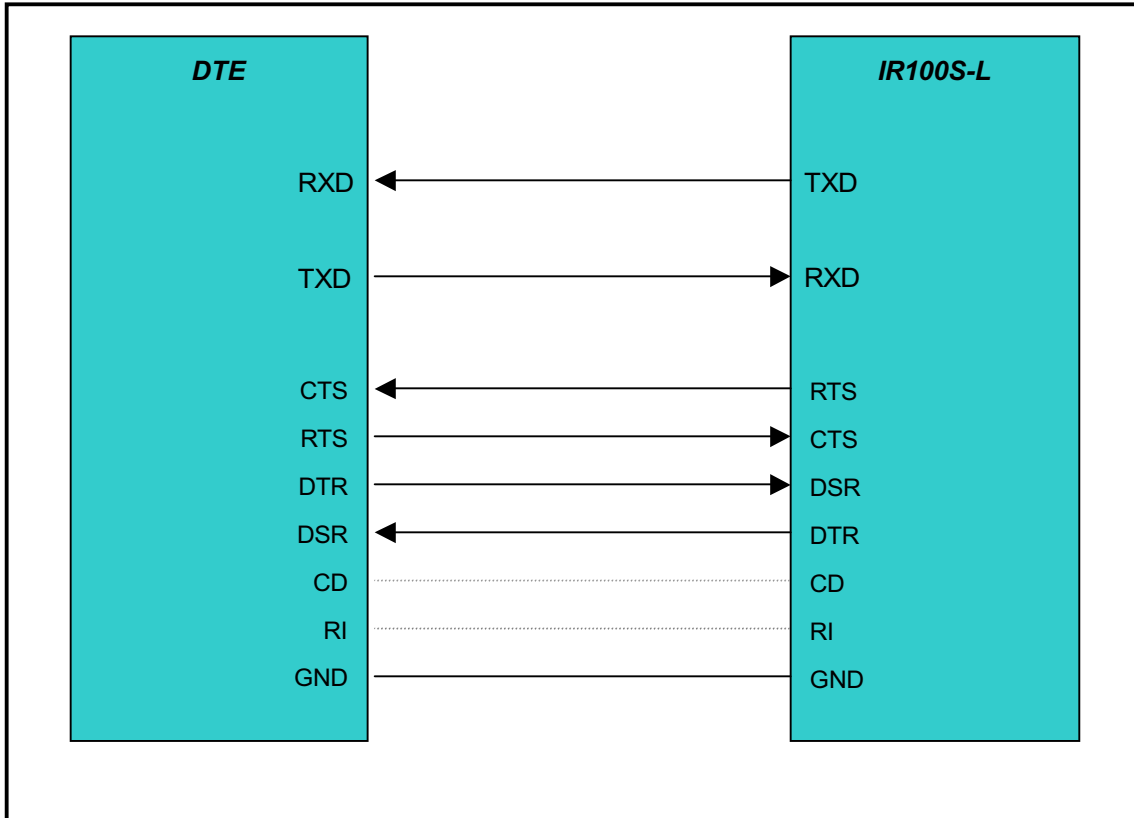 DTE IR100S-L
RXD TXD
TXD RXD
CTS RTS
RTS CTS
DTR DSR
DSR DTR
CD CD
RI RI
GND GND